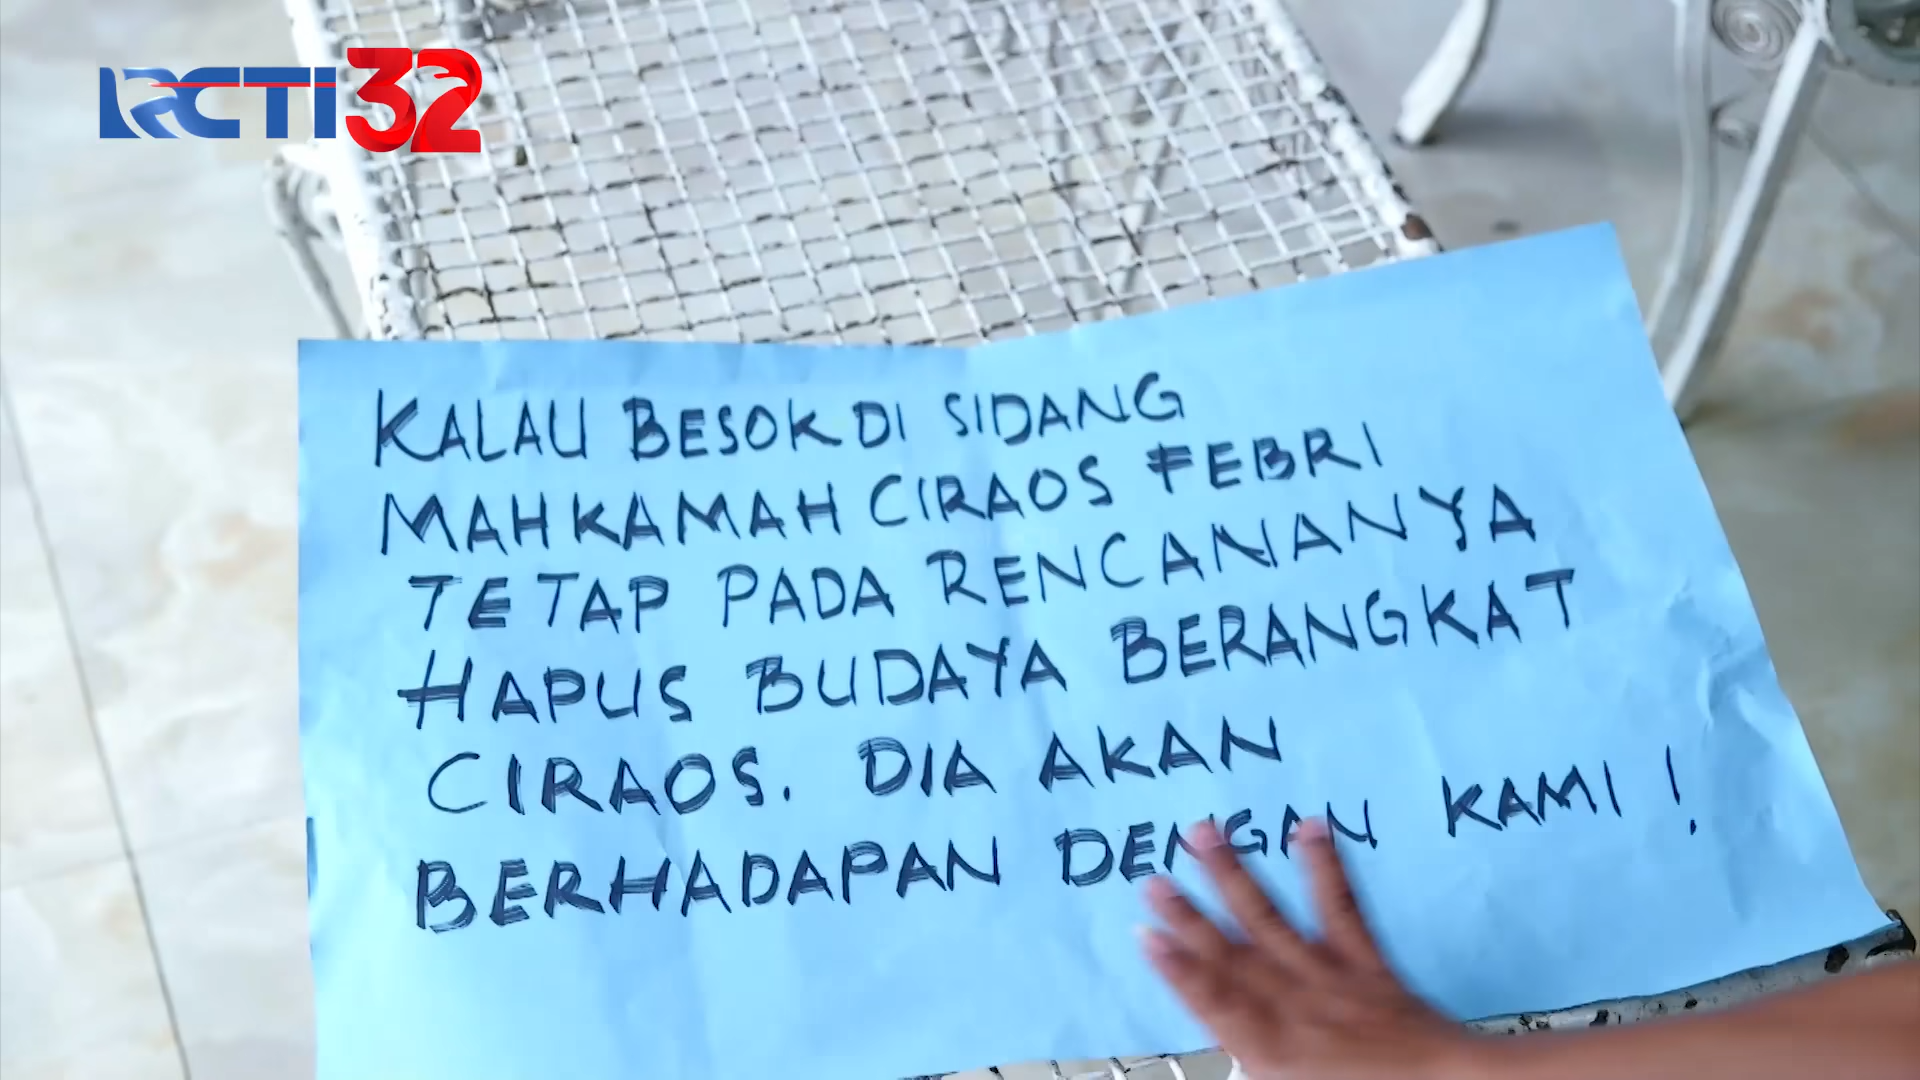 RCTI 32
KALAU BESOK DI SIDANG
MAHKAMAH CIRAOS FEBRI
TETAP PADA RENCANANYA
HAPUS BUDAYA BERANGKAT
CIRAOS. DIA AKAN
BERHADAPAN DENGAN KAMI !